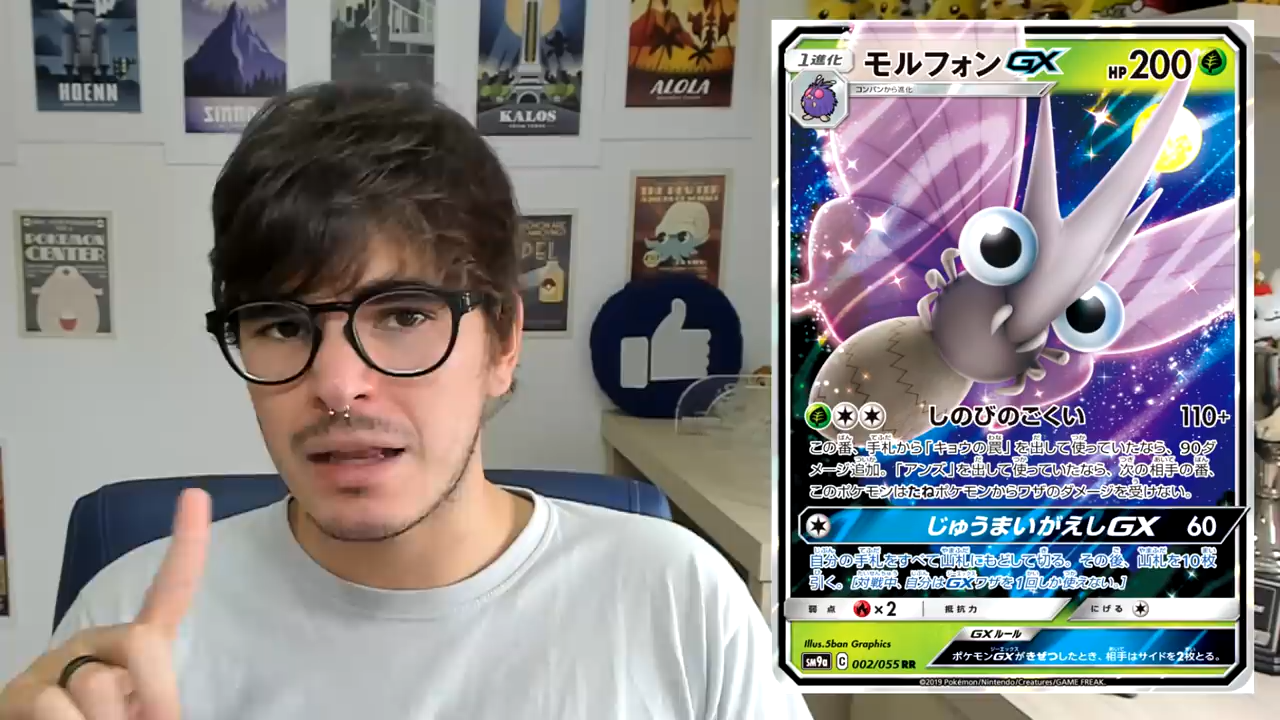 HOENN
KALOS
ALOLA
POKEMON
CENTER
1進化
モルフォンGX
HP200
コンパンから進化
しのびのごくい 110+
この番、手札から「キョウの罠」を出して使っていたなら、90ダ
メージ追加。「アンズ」を出して使っていたなら、次の相手の番、
このポケモンはたねポケモンからワザのダメージを受けない。
じゅうまいがえしGX 60
自分の手札をすべて山札にもどして切る。その後、山札を10枚
引く。[対戦中、自分はGXワザを1回しか使えない。]
弱点 ×2 抵抗力 にげる
GXルール
ポケモンGXがきぜつしたとき、相手はサイドを2枚とる。
Illus.5ban Graphics
SM9a C 002/055 RR
©2019 Pokémon/Nintendo/Creatures/GAME FREAK.